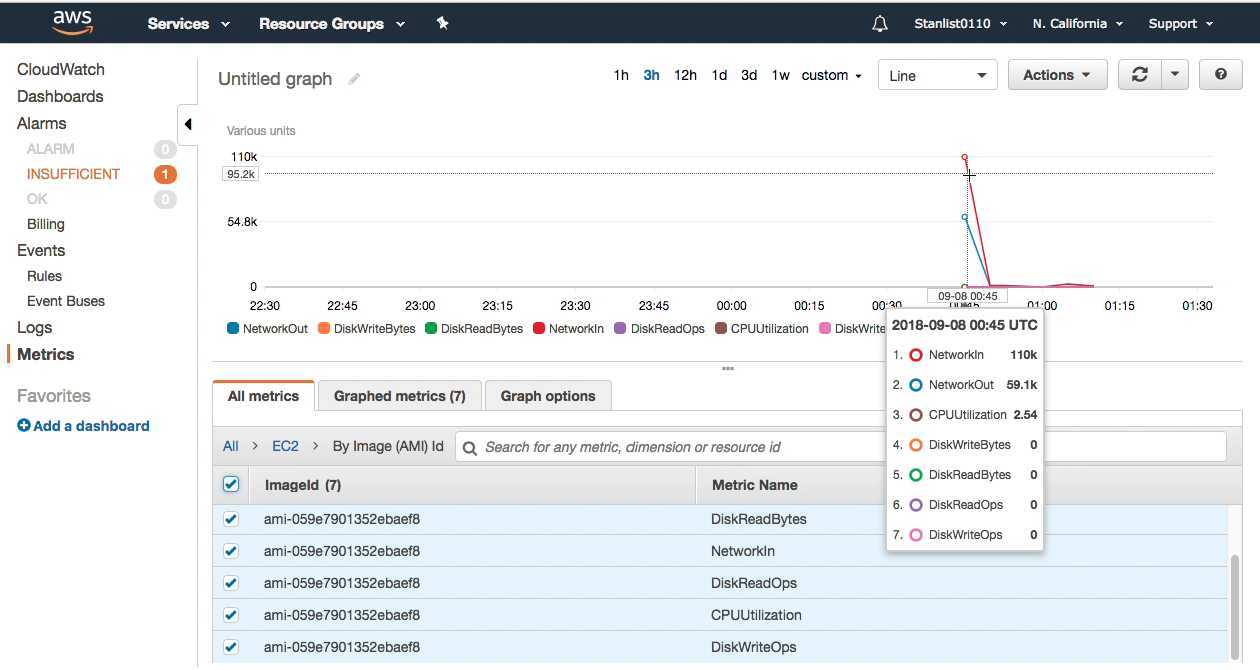 aws Services Resource Groups Stanlist0110 N. California Support
CloudWatch
Dashboards
Alarms
ALARM 0
INSUFFICIENT 1
OK 0
Billing
Events
Rules
Event Buses
Logs
Metrics
Favorites
Add a dashboard
Untitled graph 1h 3h 12h 1d 3d 1w custom Line Actions
Various units
110k
95.2k
54.8k
0
22:30 22:45 23:00 23:15 23:30 23:45 00:00 00:15 00:30 00:45 01:00 01:15 01:30
09-08 00:45
NetworkOut DiskWriteBytes DiskReadBytes NetworkIn DiskReadOps CPUUtilization DiskWrite
2018-09-08 00:45 UTC
1. NetworkIn 110k
2. NetworkOut 59.1k
3. CPUUtilization 2.54
4. DiskWriteBytes 0
5. DiskReadBytes 0
6. DiskReadOps 0
7. DiskWriteOps 0
All metrics Graphed metrics (7) Graph options
All > EC2 > By Image (AMI) Id Search for any metric, dimension or resource id
ImageId (7) Metric Name
ami-059e7901352ebaef8 DiskReadBytes
ami-059e7901352ebaef8 NetworkIn
ami-059e7901352ebaef8 DiskReadOps
ami-059e7901352ebaef8 CPUUtilization
ami-059e7901352ebaef8 DiskWriteOps